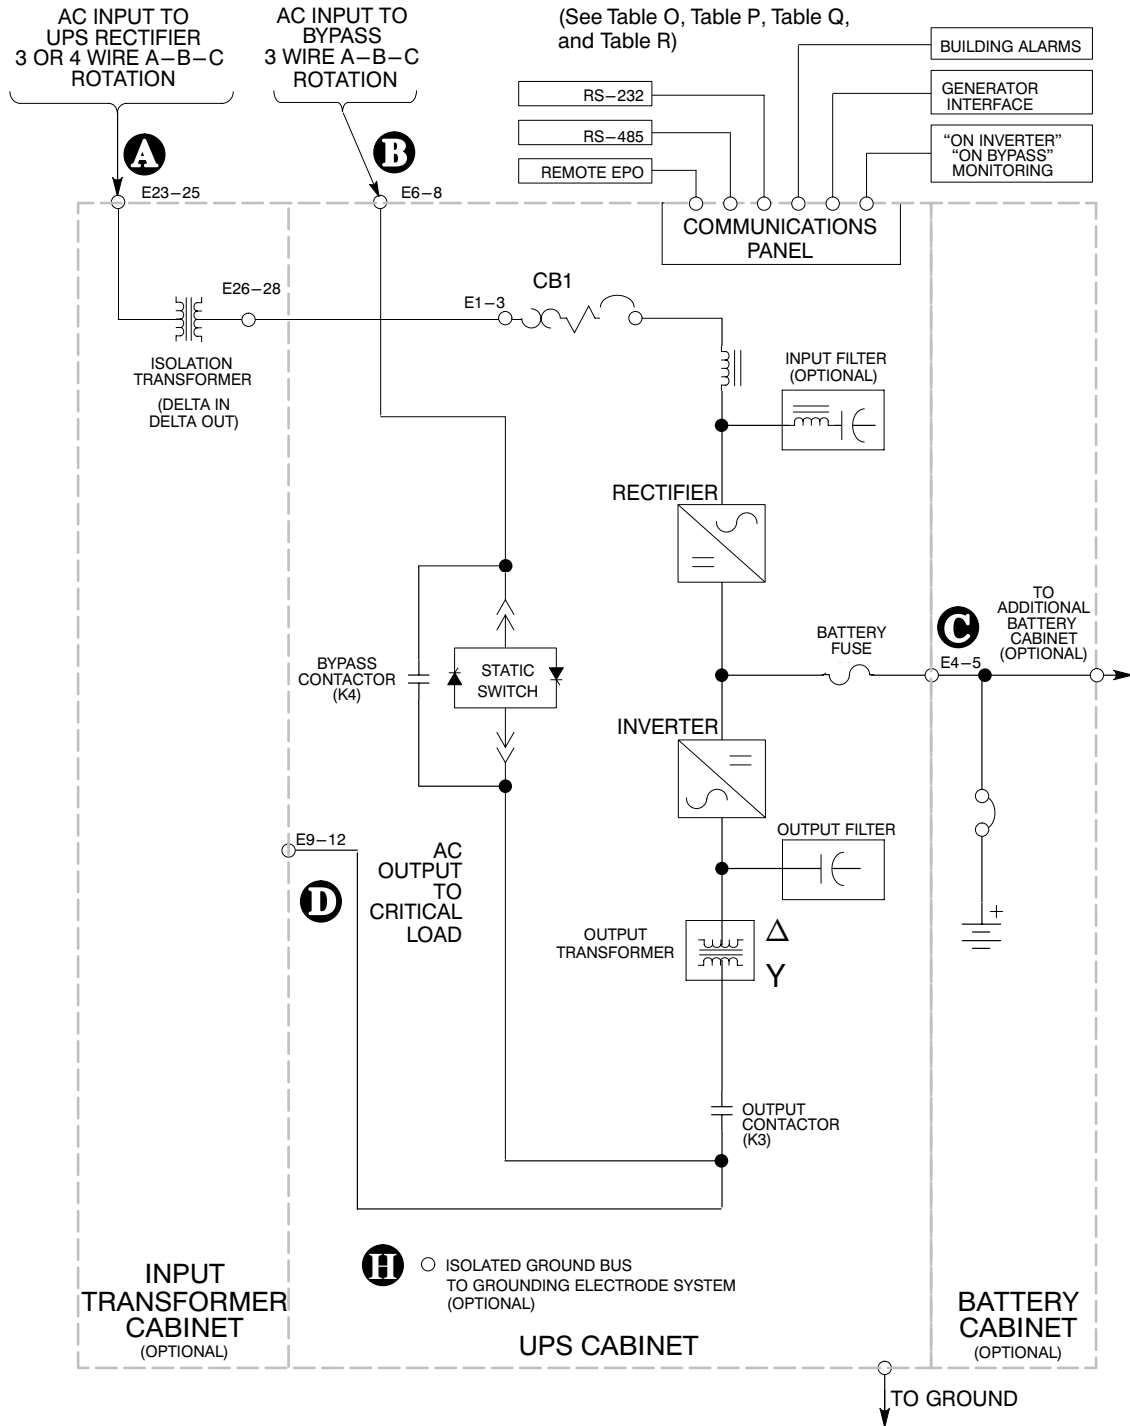 AC INPUT TO
UPS RECTIFIER
3 OR 4 WIRE A–B–C
ROTATION
AC INPUT TO
BYPASS
3 WIRE A–B–C
ROTATION
(See Table O, Table P, Table Q,
and Table R)
RS–232
RS–485
REMOTE EPO
BUILDING ALARMS
GENERATOR
INTERFACE
“ON INVERTER”
“ON BYPASS”
MONITORING
A
B
E23–25
E6–8
COMMUNICATIONS
PANEL
E26–28
E1–3
CB1
ISOLATION
TRANSFORMER
(DELTA IN
DELTA OUT)
INPUT FILTER
(OPTIONAL)
RECTIFIER
BYPASS
CONTACTOR
(K4)
STATIC
SWITCH
BATTERY
FUSE
C
E4–5
TO
ADDITIONAL
BATTERY
CABINET
(OPTIONAL)
INVERTER
OUTPUT FILTER
E9–12
D
AC
OUTPUT
TO
CRITICAL
LOAD
OUTPUT
TRANSFORMER
Δ
Y
+
OUTPUT
CONTACTOR
(K3)
H
ISOLATED GROUND BUS
TO GROUNDING ELECTRODE SYSTEM
(OPTIONAL)
INPUT
TRANSFORMER
CABINET
(OPTIONAL)
UPS CABINET
BATTERY
CABINET
(OPTIONAL)
TO GROUND